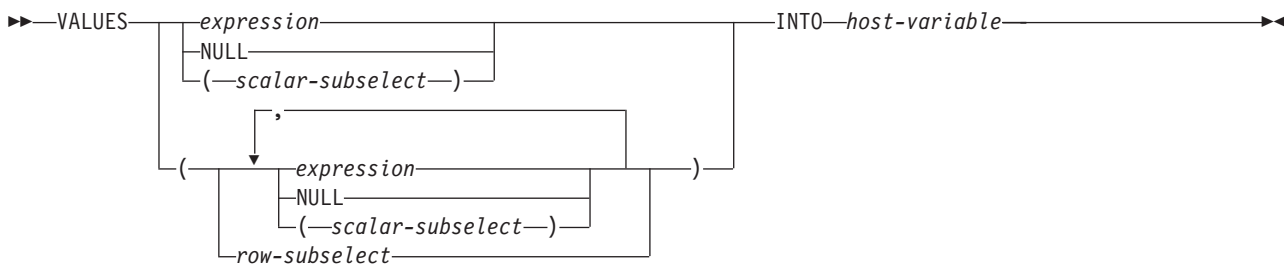 VALUES expression INTO host-variable
NULL
(scalar-subselect)
,
( expression )
NULL
(scalar-subselect)
row-subselect